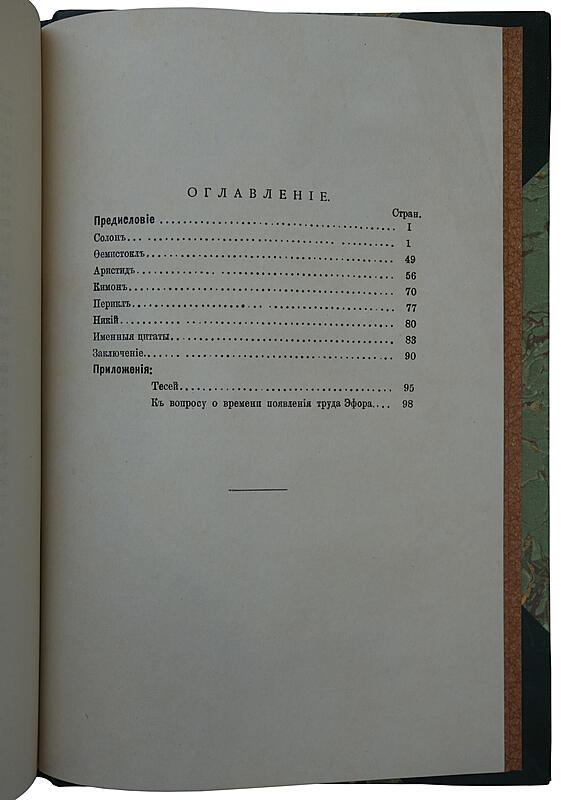 ОГЛАВЛЕНІЕ.
Стран.
Предисловіе .................... I
Солонъ.................... 1
Ѳемистоклъ.................... 49
Аристидъ.................... 56
Кимонъ.................... 70
Периклъ.................... 77
Никій.................... 80
Именныя цитаты.................... 83
Заключеніе.................... 90
Приложенія:
Тесей.................... 95
Къ вопросу о времени появленія труда Эфора.... 98